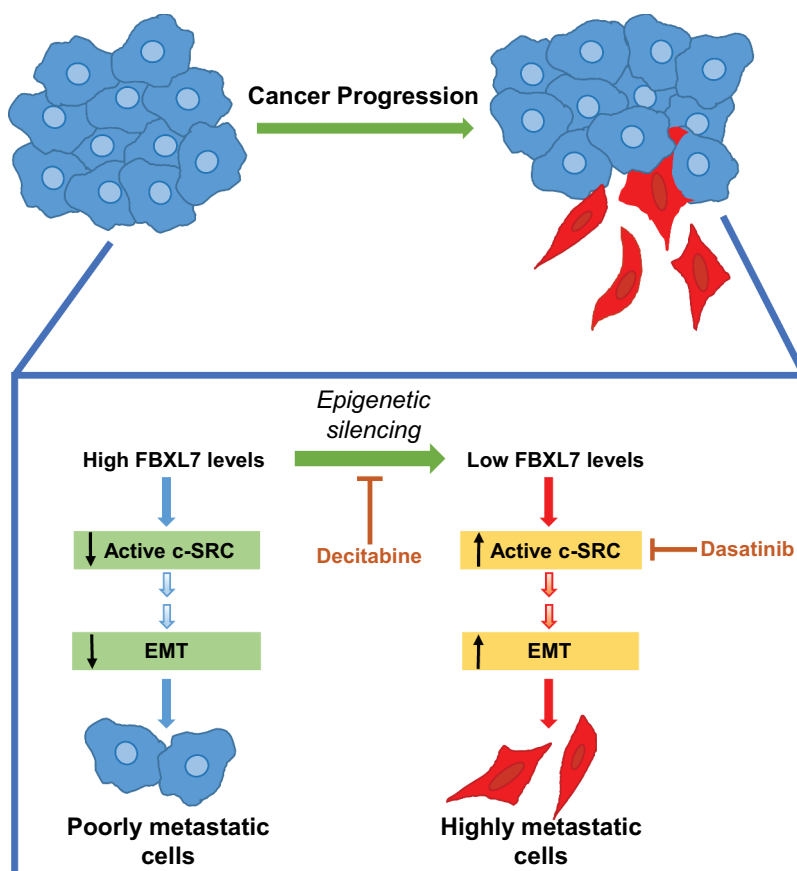 Cancer Progression
Epigenetic
silencing
High FBXL7 levels
Low FBXL7 levels
Active c-SRC
Decitabine
Active c-SRC
Dasatinib
EMT
EMT
Poorly metastatic
cells
Highly metastatic
cells